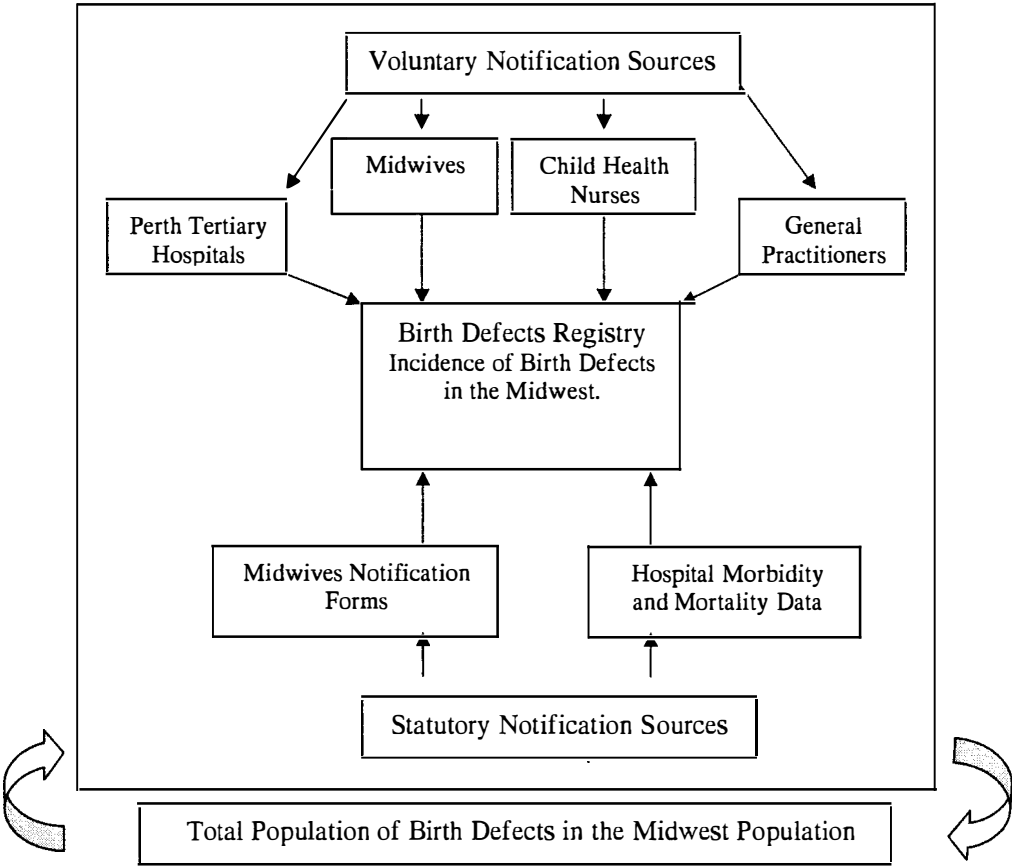 Voluntary Notification Sources
Midwives
Child Health
Nurses
Perth Tertiary
Hospitals
General
Practitioners
Birth Defects Registry
Incidence of Birth Defects
in the Midwest.
Midwives Notification
Forms
Hospital Morbidity
and Mortality Data
Statutory Notification Sources
Total Population of Birth Defects in the Midwest Population